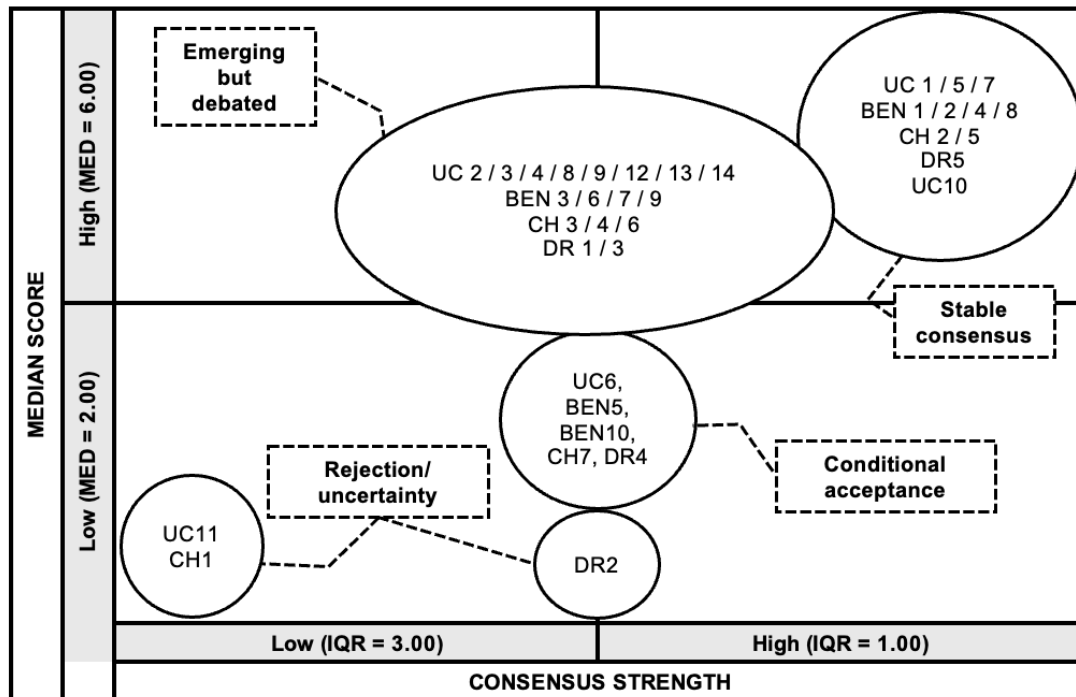 MEDIAN SCORE
High (MED = 6.00)
Low (MED = 2.00)
Emerging
but
debated
UC 1 / 5 / 7
BEN 1 / 2 / 4 / 8
CH 2 / 5
DR5
UC10
UC 2 / 3 / 4 / 8 / 9 / 12 / 13 / 14
BEN 3 / 6 / 7 / 9
CH 3 / 4 / 6
DR 1 / 3
Stable
consensus
UC6,
BEN5,
BEN10,
CH7, DR4
Rejection/
uncertainty
Conditional
acceptance
UC11
CH1
DR2
Low (IQR = 3.00)
High (IQR = 1.00)
CONSENSUS STRENGTH